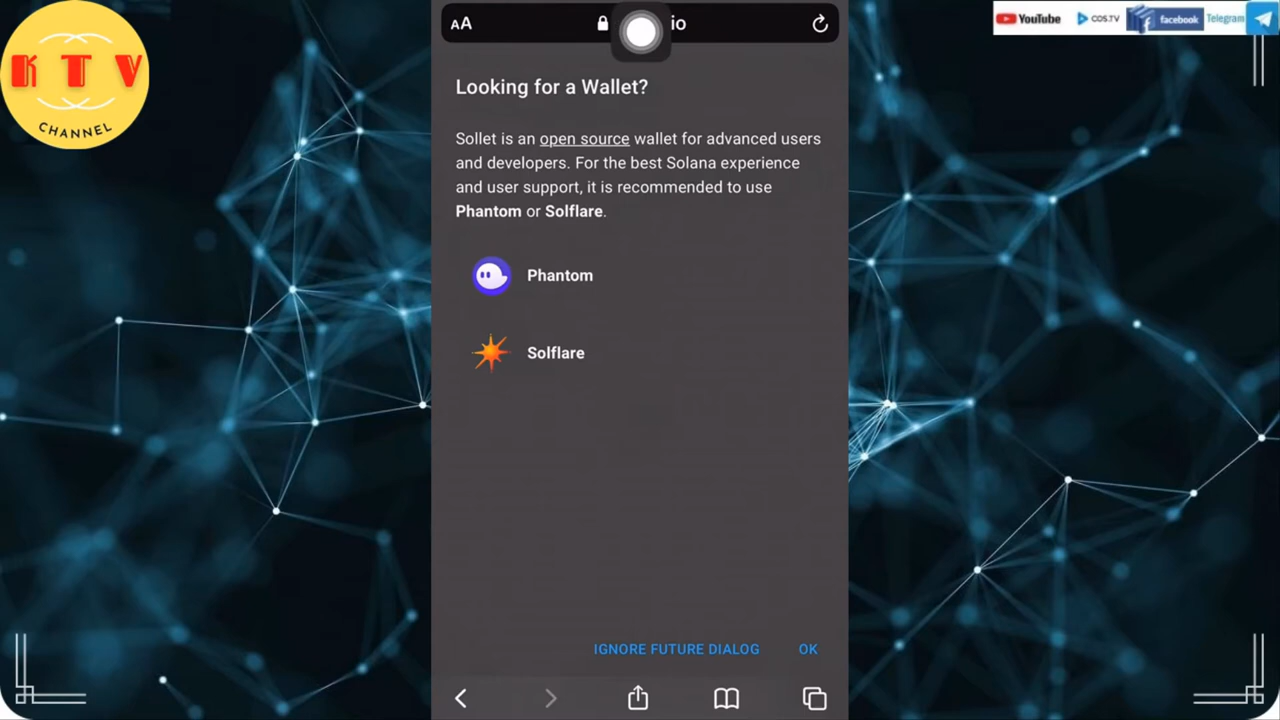 K T V
CHANNEL
YouTube
COS.TV
facebook
Telegram
AA
io
Looking for a Wallet?
Sollet is an open source wallet for advanced users
and developers. For the best Solana experience
and user support, it is recommended to use
Phantom or Solflare.
Phantom
Solflare
IGNORE FUTURE DIALOG
OK